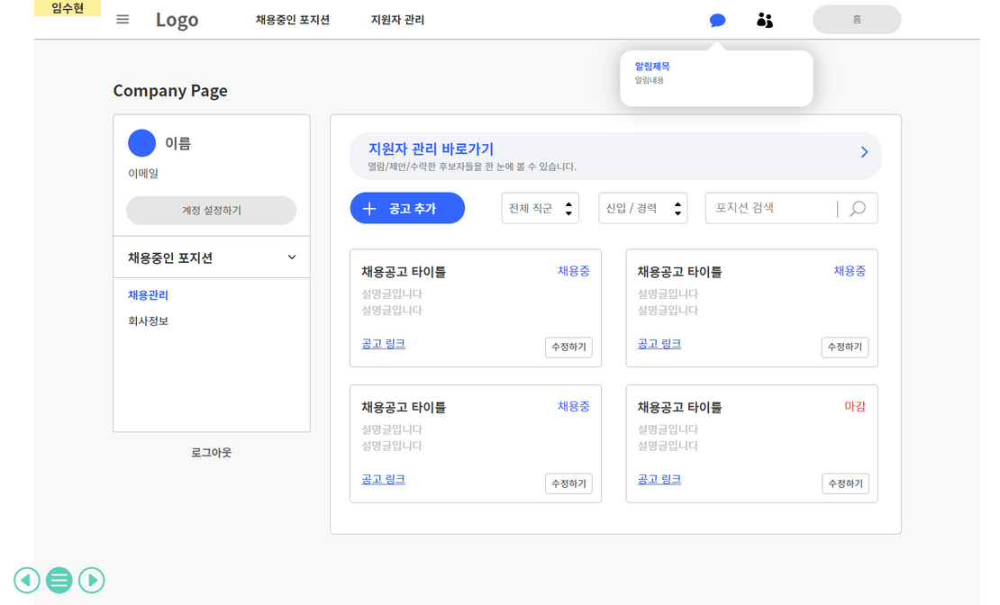 임수현
Logo
채용중인 포지션
지원자 관리
홈
알림제목
알림내용
Company Page
이름
이메일
계정 설정하기
채용중인 포지션
채용관리
회사정보
로그아웃
지원자 관리 바로가기
열람/제안/수락한 후보자들을 한 눈에 볼 수 있습니다.
공고 추가
전체 직군
신입 / 경력
포지션 검색
채용공고 타이틀
채용중
설명글입니다
설명글입니다
공고 링크
수정하기
채용공고 타이틀
채용중
설명글입니다
설명글입니다
공고 링크
수정하기
채용공고 타이틀
채용중
설명글입니다
설명글입니다
공고 링크
수정하기
채용공고 타이틀
마감
설명글입니다
설명글입니다
공고 링크
수정하기